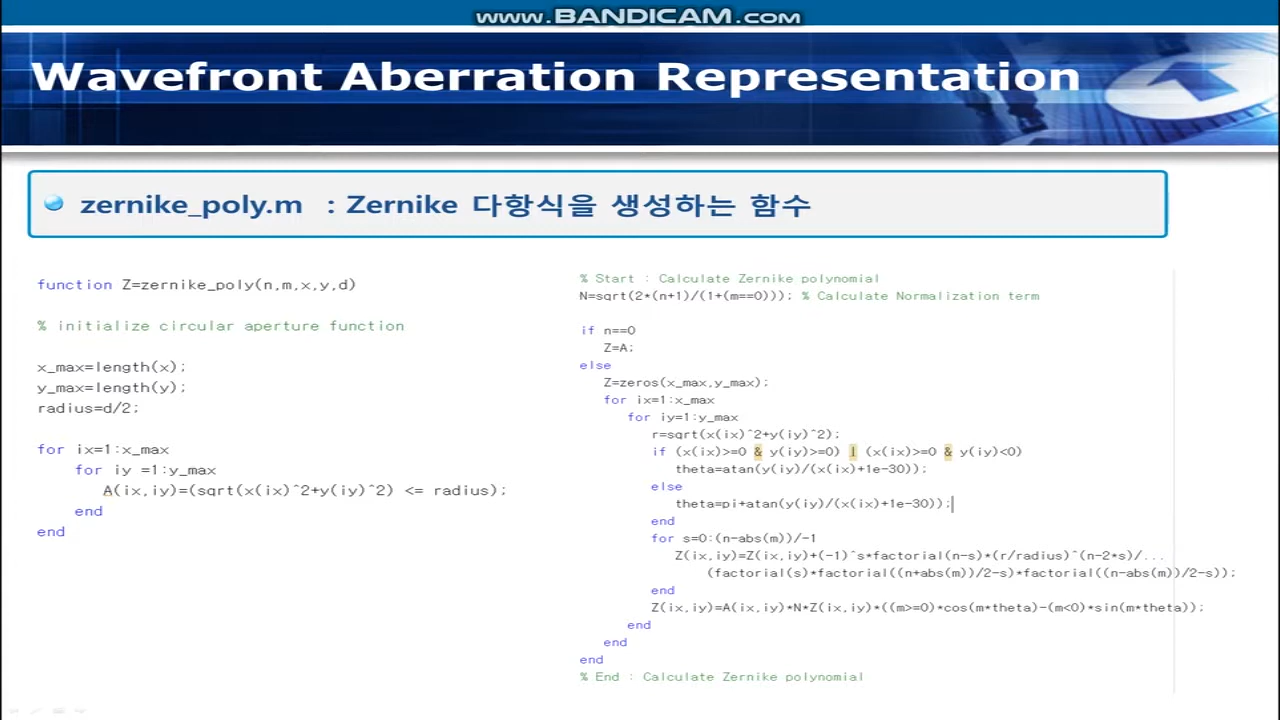 www.BANDICAM.com
Wavefront Aberration Representation
zernike_poly.m : Zernike 다항식을 생성하는 함수
function Z=zernike_poly(n,m,x,y,d)
% initialize circular aperture function
x_max=length(x);
y_max=length(y);
radius=d/2;
for ix=1:x_max
for iy =1:y_max
A(ix,iy)=(sqrt(x(ix)^2+y(iy)^2) <= radius);
end
end
% Start : Calculate Zernike polynomial
N=sqrt(2*(n+1)/(1+(m==0))); % Calculate Normalization term
if n==0
Z=A;
else
Z=zeros(x_max,y_max);
for ix=1:x_max
for iy=1:y_max
r=sqrt(x(ix)^2+y(iy)^2);
if (x(ix)>=0 & y(iy)>=0) | (x(ix)>=0 & y(iy)<0)
theta=atan(y(iy)/(x(ix)+1e-30));
else
theta=pi+atan(y(iy)/(x(ix)+1e-30));
end
for s=0:(n-abs(m))/-1
Z(ix,iy)=Z(ix,iy)+(-1)^s*factorial(n-s)*(r/radius)^(n-2*s)/...
(factorial(s)*factorial((n+abs(m))/2-s)*factorial((n-abs(m))/2-s));
end
Z(ix,iy)=A(ix,iy)*N*Z(ix,iy)*((m>=0)*cos(m*theta)-(m<0)*sin(m*theta));
end
end
end
% End : Calculate Zernike polynomial